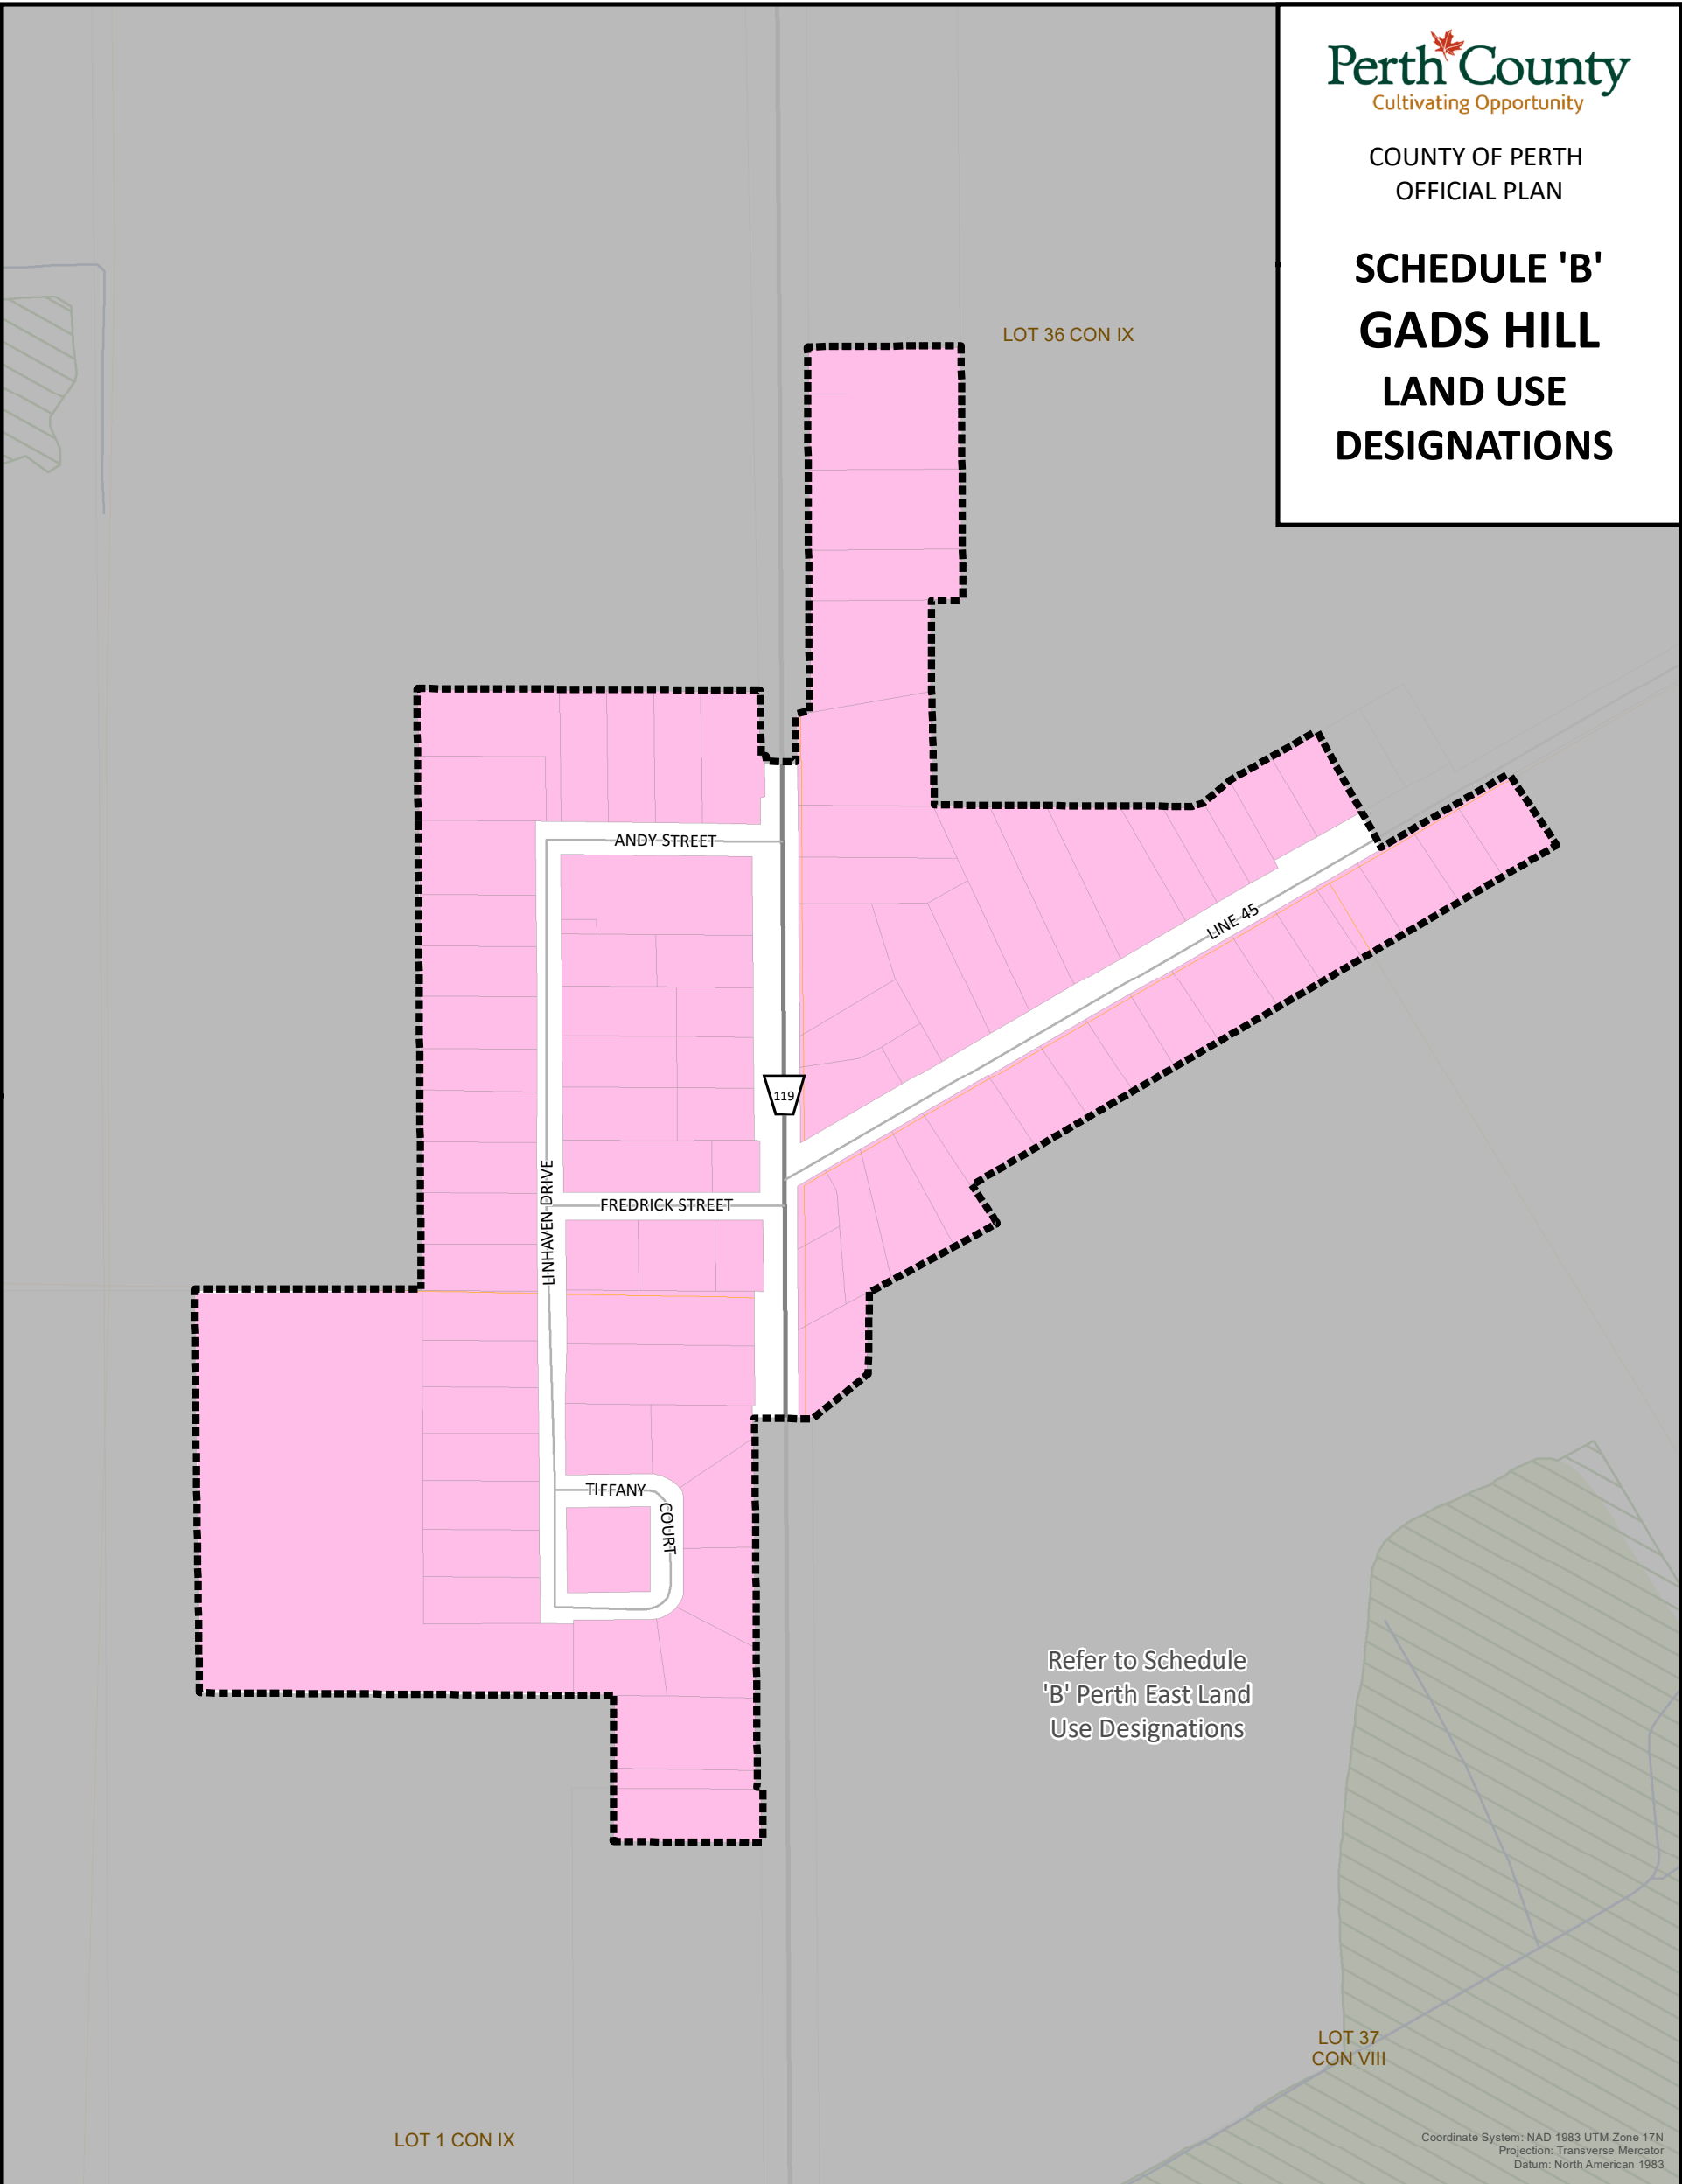 Perth County
Cultivating Opportunity
COUNTY OF PERTH
OFFICIAL PLAN
SCHEDULE 'B'
GADS HILL
LAND USE
DESIGNATIONS
LOT 36 CON IX
ANDY STREET
LINE 45
119
LINHAVEN DRIVE
FREDRICK STREET
TIFFANY
COURT
Refer to Schedule
'B' Perth East Land
Use Designations
LOT 37
CON VIII
LOT 1 CON IX
Coordinate System: NAD 1983 UTM Zone 17N
Projection: Transverse Mercator
Datum: North American 1983